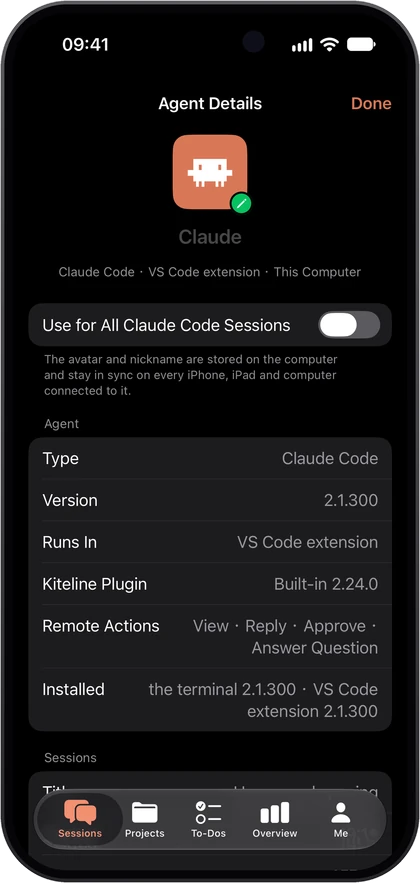 09:41
Agent Details
Done
Claude
Claude Code · VS Code extension · This Computer
Use for All Claude Code Sessions
The avatar and nickname are stored on the computer
and stay in sync on every iPhone, iPad and computer
connected to it.
Agent
Type
Claude Code
Version
2.1.300
Runs In
VS Code extension
Kiteline Plugin
Built-in 2.24.0
Remote Actions
View · Reply · Approve ·
Answer Question
Installed
the terminal 2.1.300 · VS Code
extension 2.1.300
Sessions
Sessions
Projects
To-Dos
Overview
Me